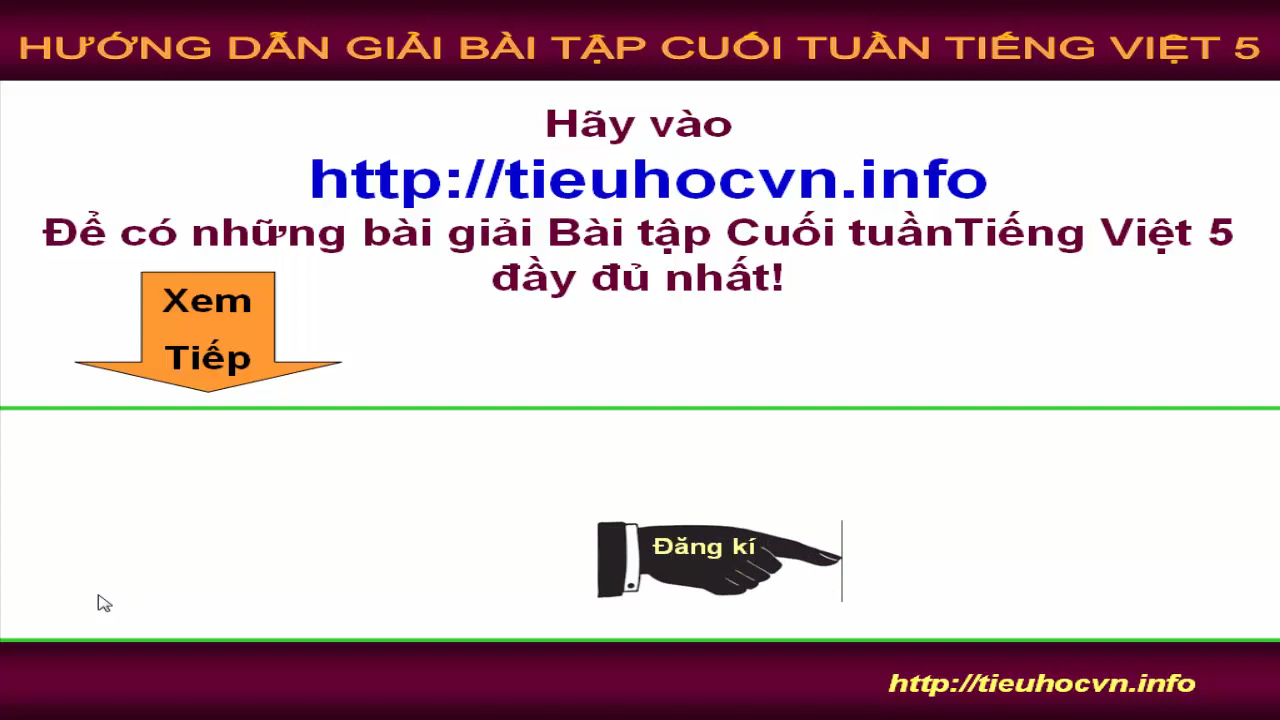 HƯỚNG DẪN GIẢI BÀI TẬP CUỐI TUẦN TIẾNG VIỆT 5
Hãy vào
http://tieuhocvn.info
Để có những bài giải Bài tập Cuối tuầnTiếng Việt 5
đầy đủ nhất!
Xem
Tiếp
Đăng kí
http://tieuhocvn.info